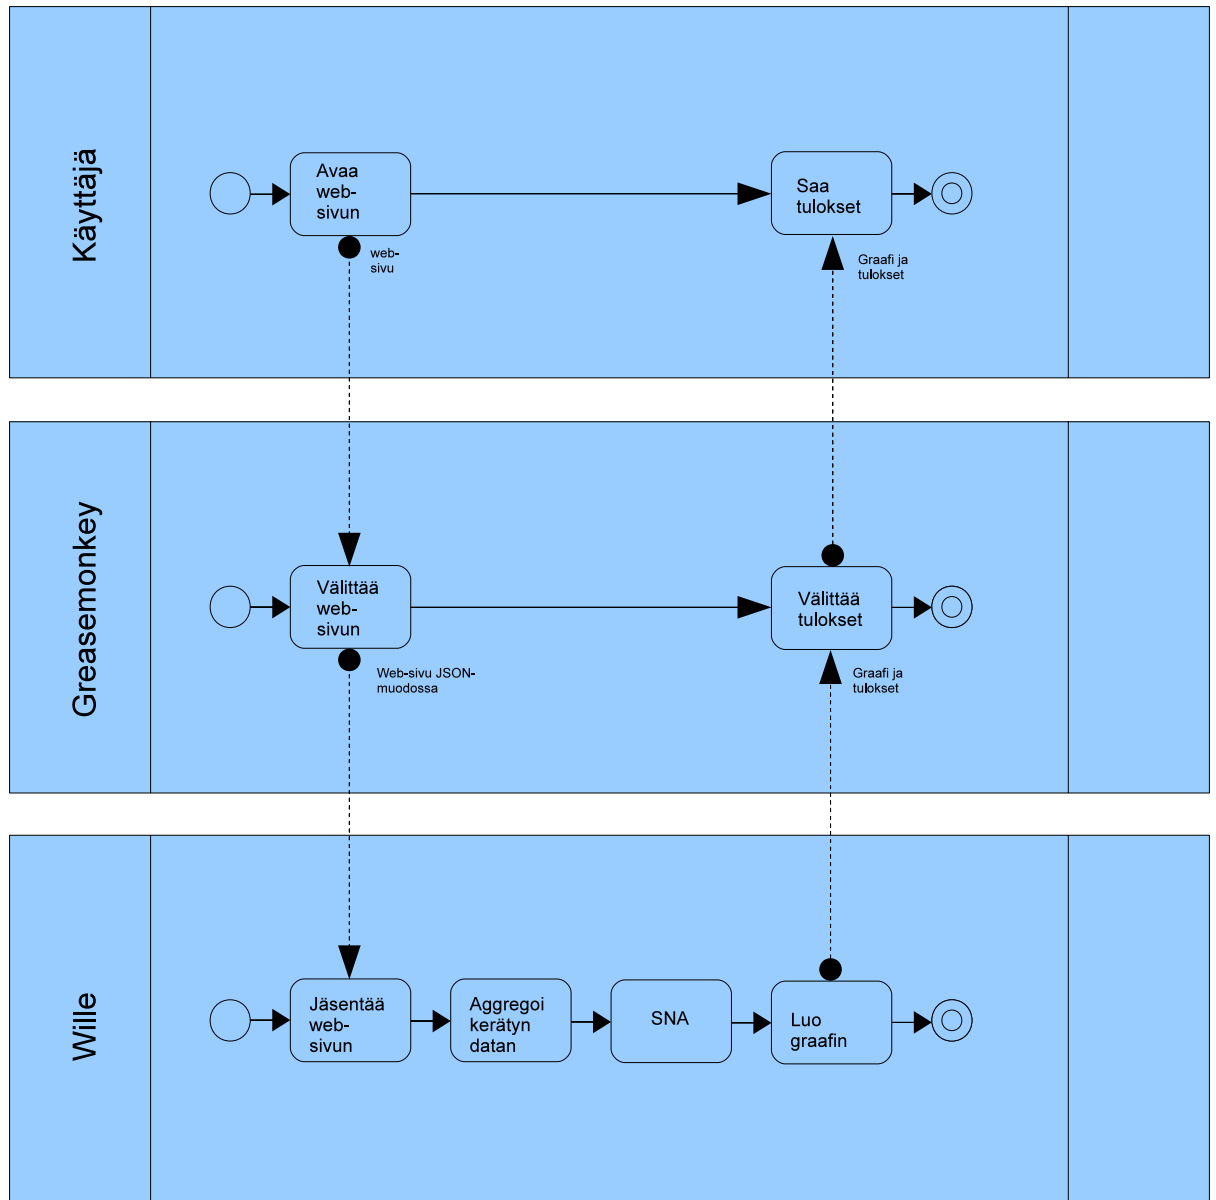 Käyttäjä
Avaa
web-
sivun
Saa
tulokset
web-
sivu
Graafi ja
tulokset
Greasemonkey
Välittää
web-
sivun
Välittää
tulokset
Web-sivu JSON-
muodossa
Graafi ja
tulokset
Wille
Jäsentää
web-
sivun
Aggregoi
kerätyn
datan
SNA
Luo
graafin